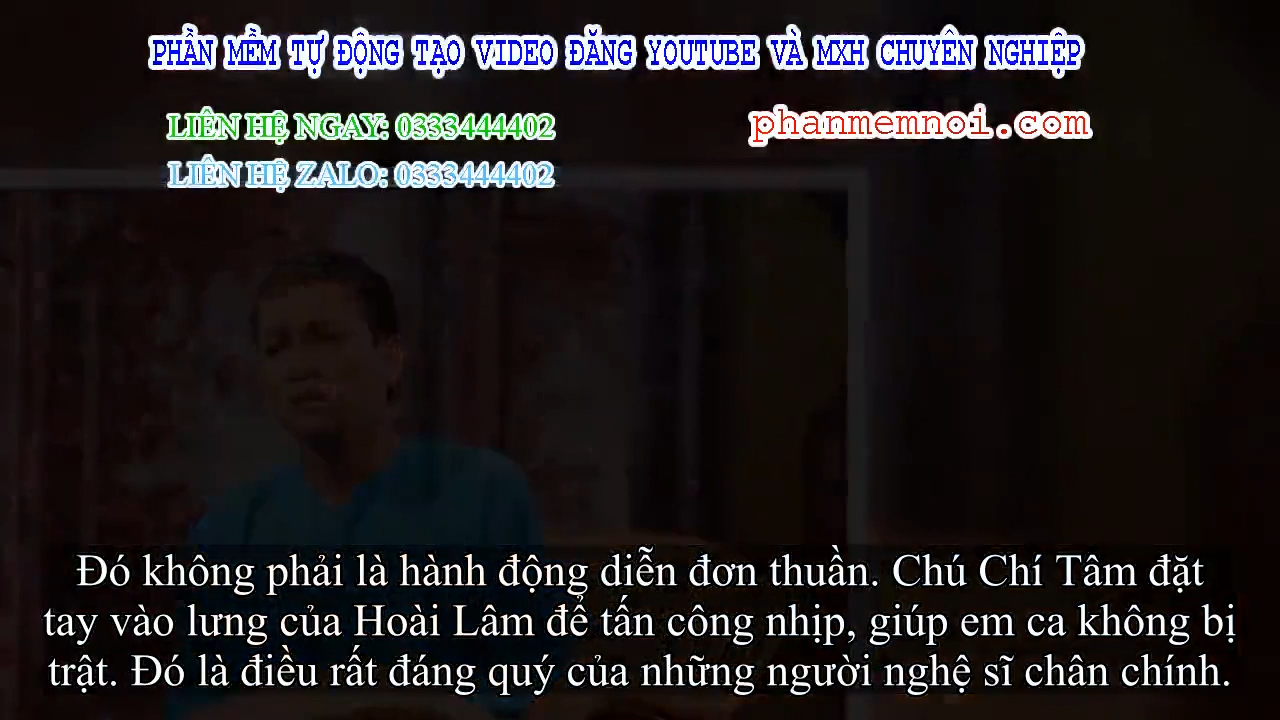 PHẦN MỀM TỰ ĐỘNG TẠO VIDEO ĐĂNG YOUTUBE VÀ MXH CHUYÊN NGHIỆP
LIÊN HỆ NGAY: 0333444402
phanmemnoi.com
LIÊN HỆ ZALO: 0333444402
Đó không phải là hành động diễn đơn thuần. Chú Chí Tâm đặt
tay vào lưng của Hoài Lâm để tấn công nhịp, giúp em ca không bị
trật. Đó là điều rất đáng quý của những người nghệ sĩ chân chính.